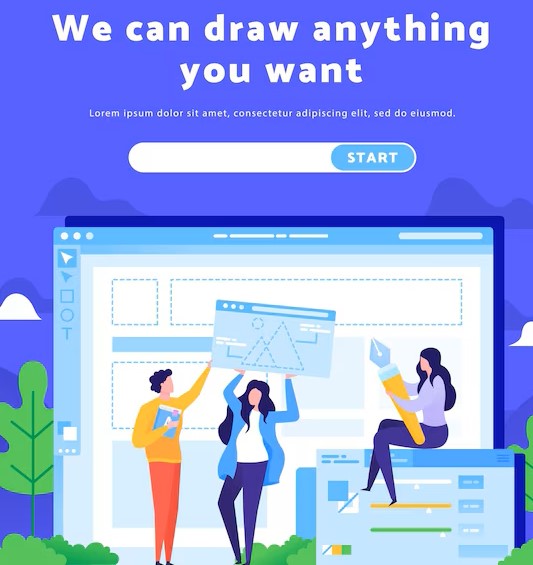 We can draw anything
you want
Lorem ipsum dolor sit amet, consectetur adipiscing elit, sed do eiusmod.
START
T